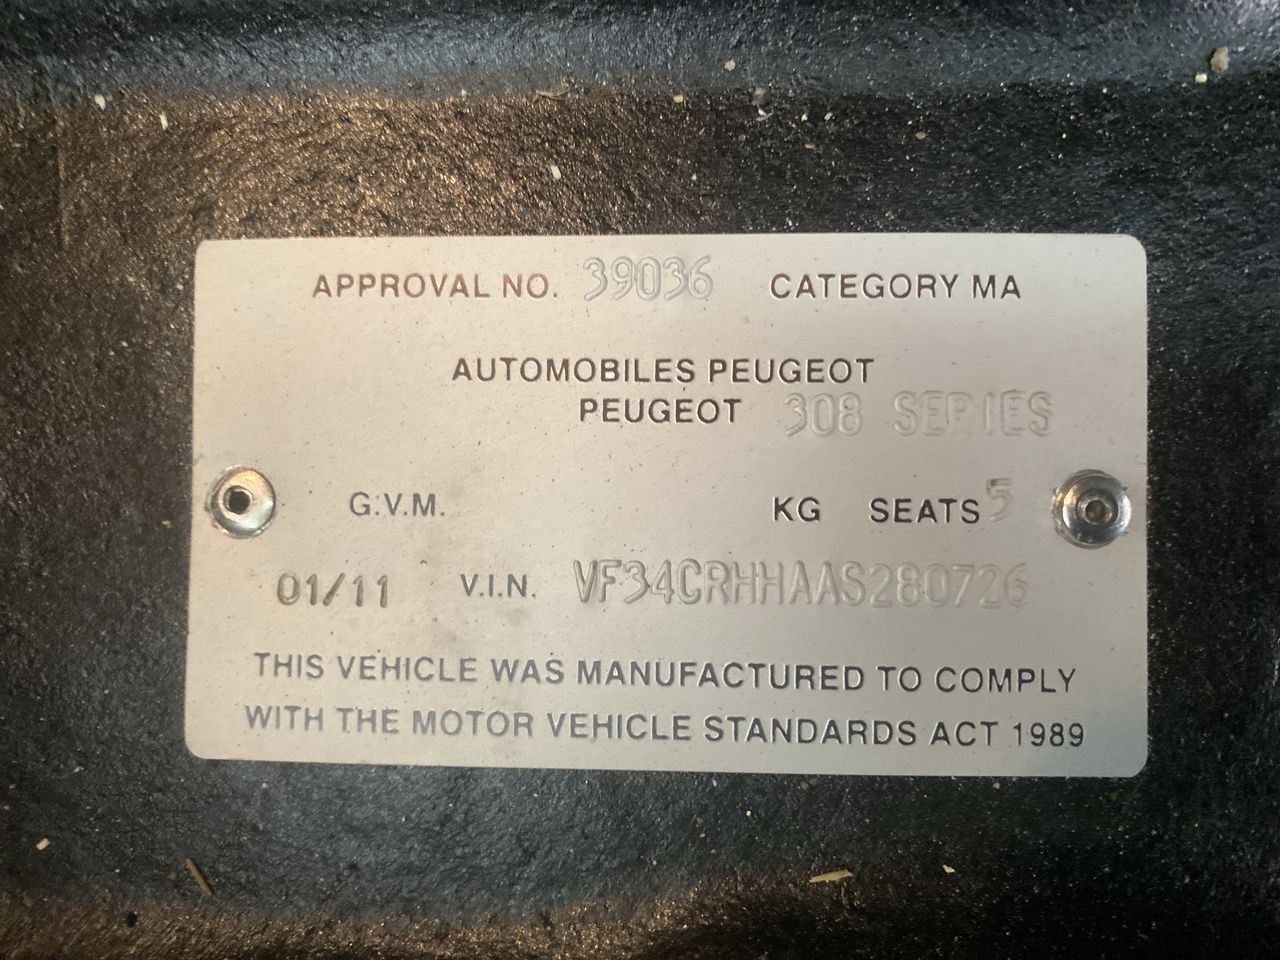 APPROVAL NO. 39036 CATEGORY MA
AUTOMOBILES PEUGEOT
PEUGEOT 308 SERIES
G.V.M. KG SEATS 5
01/11 V.I.N. VF34CRHHAAS280726
THIS VEHICLE WAS MANUFACTURED TO COMPLY
WITH THE MOTOR VEHICLE STANDARDS ACT 1989